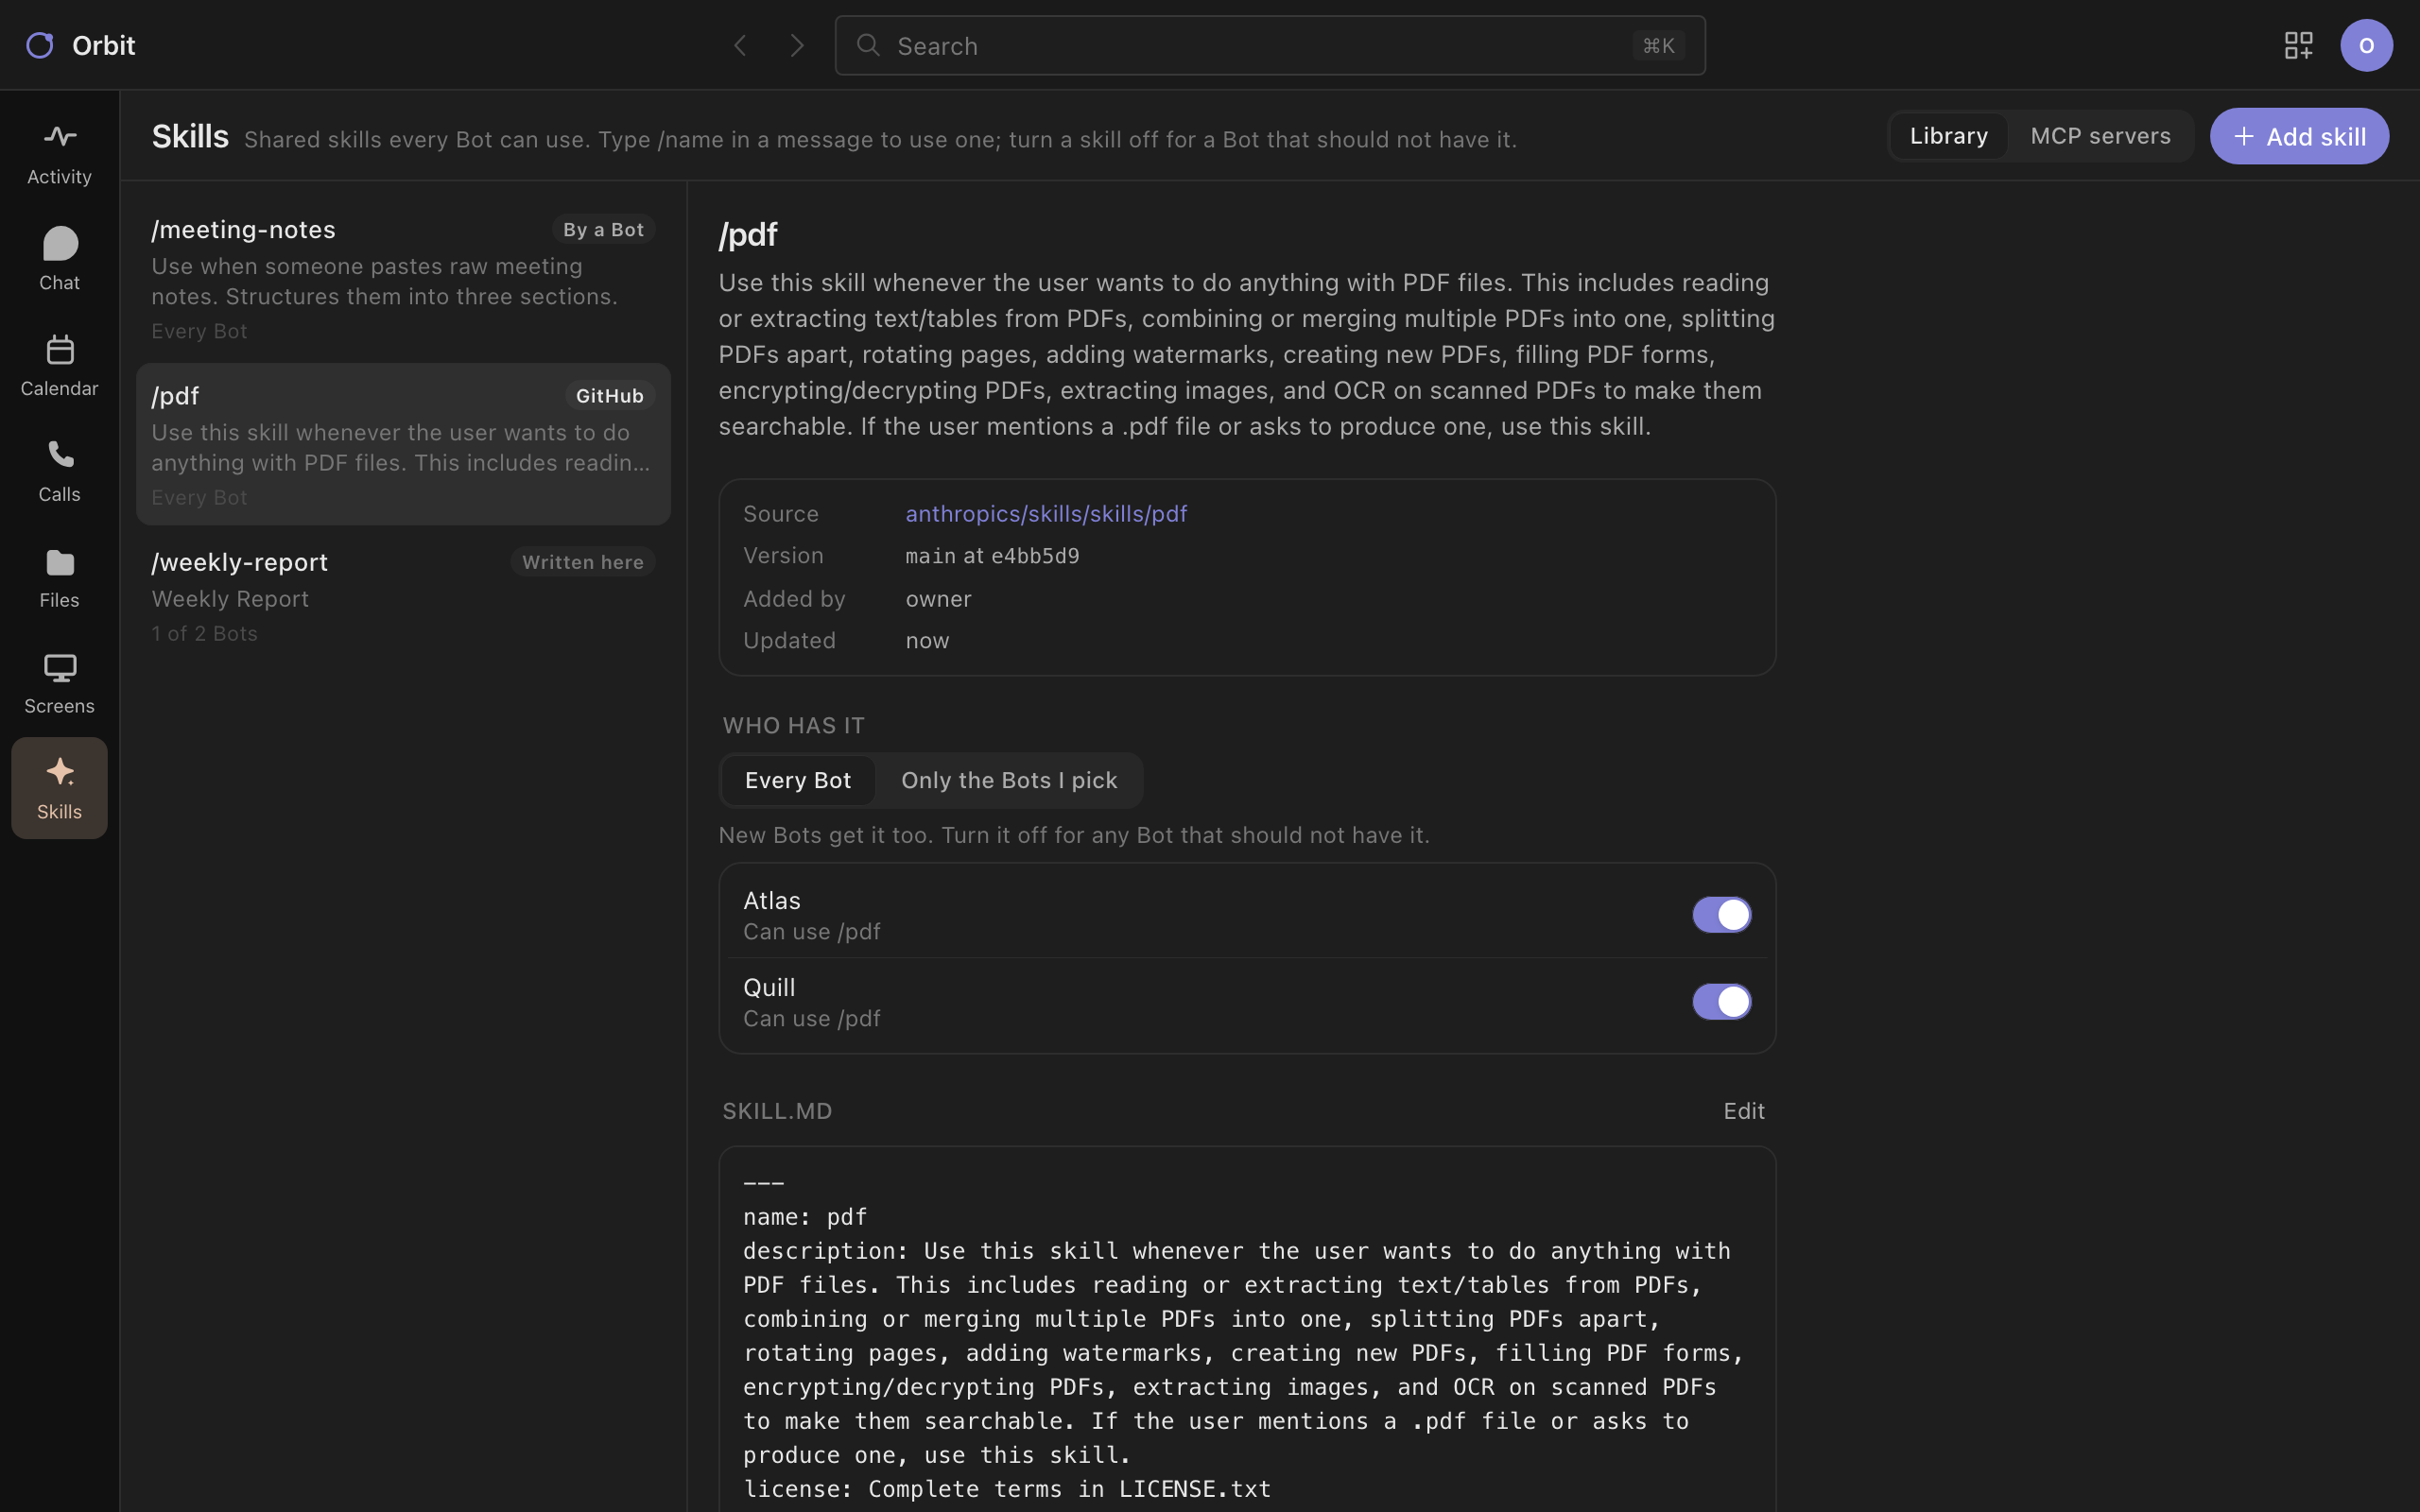 Orbit
Search
⌘K
O
Activity
Chat
Calendar
Calls
Files
Screens
Skills
Skills
Shared skills every Bot can use. Type /name in a message to use one; turn a skill off for a Bot that should not have it.
Library
MCP servers
+ Add skill
/meeting-notes
By a Bot
Use when someone pastes raw meeting
notes. Structures them into three sections.
Every Bot
/pdf
GitHub
Use this skill whenever the user wants to do
anything with PDF files. This includes readin...
Every Bot
/weekly-report
Written here
Weekly Report
1 of 2 Bots
/pdf
Use this skill whenever the user wants to do anything with PDF files. This includes reading
or extracting text/tables from PDFs, combining or merging multiple PDFs into one, splitting
PDFs apart, rotating pages, adding watermarks, creating new PDFs, filling PDF forms,
encrypting/decrypting PDFs, extracting images, and OCR on scanned PDFs to make them
searchable. If the user mentions a .pdf file or asks to produce one, use this skill.
Source anthropics/skills/skills/pdf
Version main at e4bb5d9
Added by owner
Updated now
WHO HAS IT
Every Bot
Only the Bots I pick
New Bots get it too. Turn it off for any Bot that should not have it.
Atlas
Can use /pdf
Quill
Can use /pdf
SKILL.MD
Edit
---
name: pdf
description: Use this skill whenever the user wants to do anything with
PDF files. This includes reading or extracting text/tables from PDFs,
combining or merging multiple PDFs into one, splitting PDFs apart,
rotating pages, adding watermarks, creating new PDFs, filling PDF forms,
encrypting/decrypting PDFs, extracting images, and OCR on scanned PDFs
to make them searchable. If the user mentions a .pdf file or asks to
produce one, use this skill.
license: Complete terms in LICENSE.txt